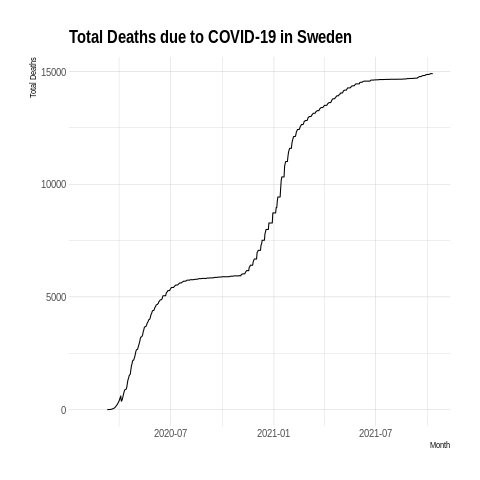 Total Deaths due to COVID-19 in Sweden
Total Deaths
15000
10000
5000
0
2020-07
2021-01
2021-07
Month